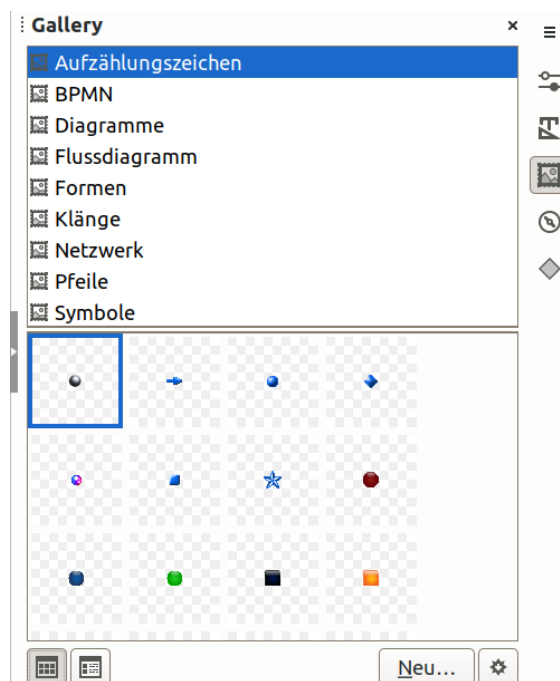 Gallery
Aufzählungszeichen
BPMN
Diagramme
Flussdiagramm
Formen
Klänge
Netzwerk
Pfeile
Symbole
Neu...